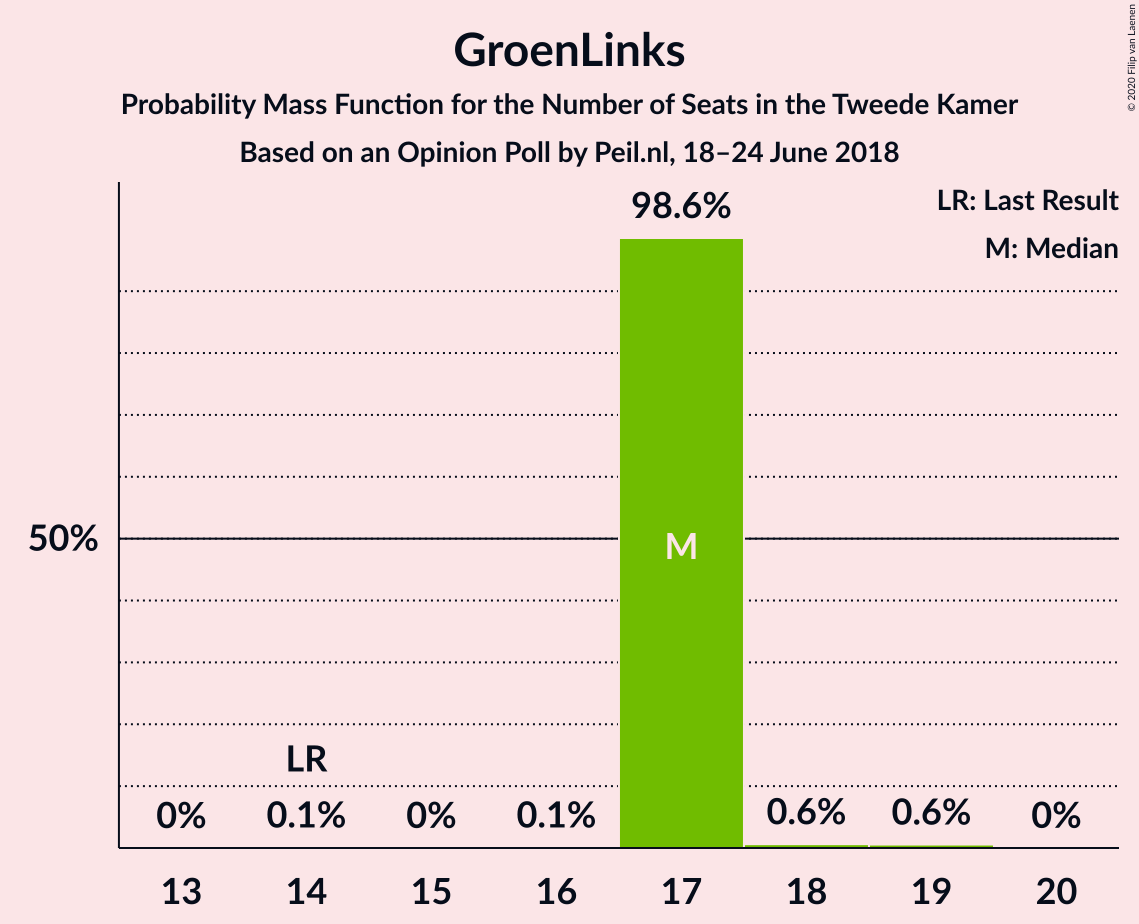 GroenLinks
Probability Mass Function for the Number of Seats in the Tweede Kamer
Based on an Opinion Poll by Peil.nl, 18–24 June 2018
© 2020 Filip van Laenen
LR: Last Result
M: Median
98.6%
50%
M
LR
0% 0.1% 0% 0.1% 0.6% 0.6% 0%
13 14 15 16 17 18 19 20